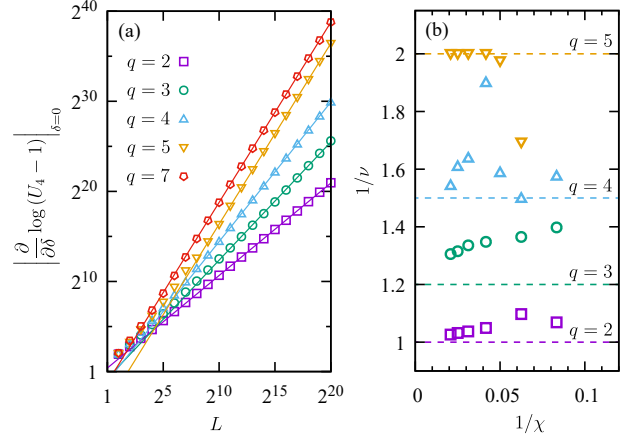 (a)
2^40
2^30
2^20
2^10
1
1 2^5 2^10 2^15 2^20
L
|∂/∂δ log (U_4 − 1)|_{δ=0}
q = 2
q = 3
q = 4
q = 5
q = 7
(b)
2
1.8
1.6
1.4
1.2
1
0 0.05 0.1
1/χ
1/ν
q = 5
q = 4
q = 3
q = 2